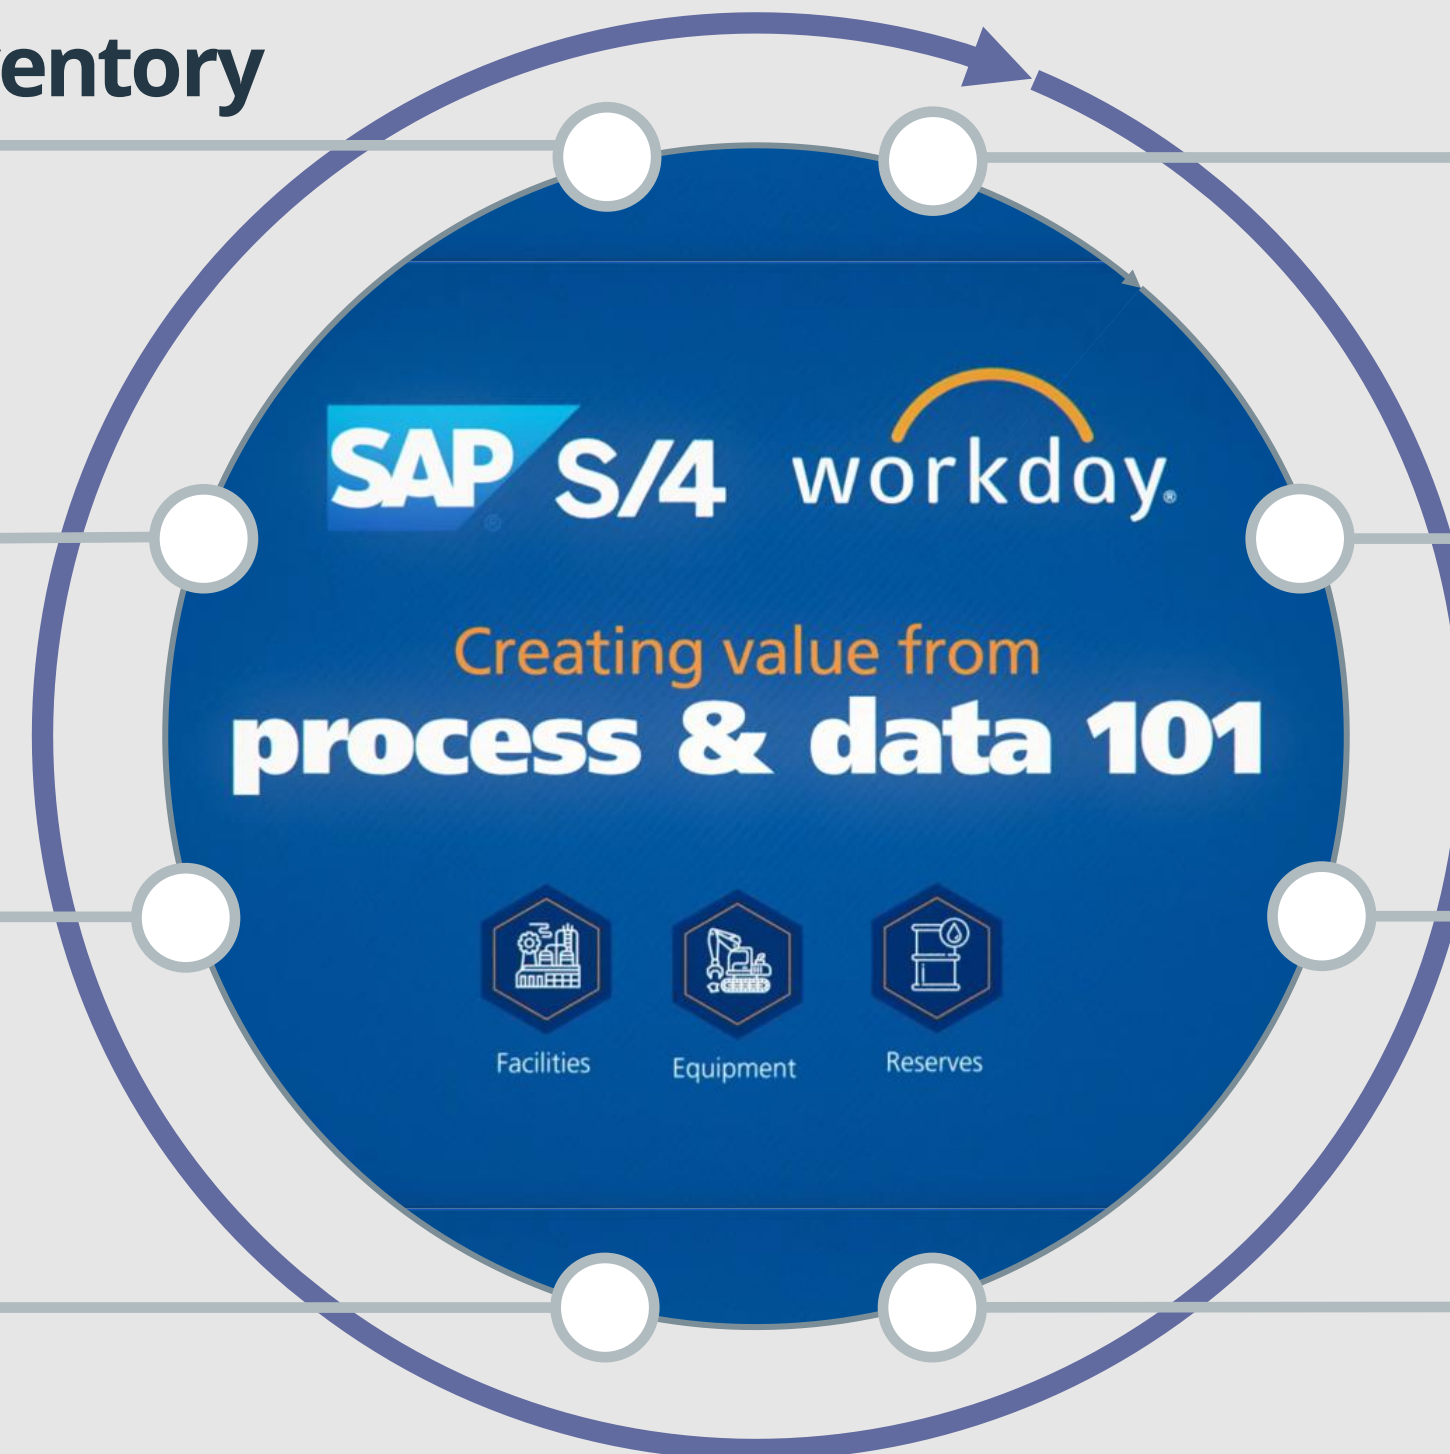 entory
SAP S/4 workday®
Creating value from
process & data 101
Facilities Equipment Reserves